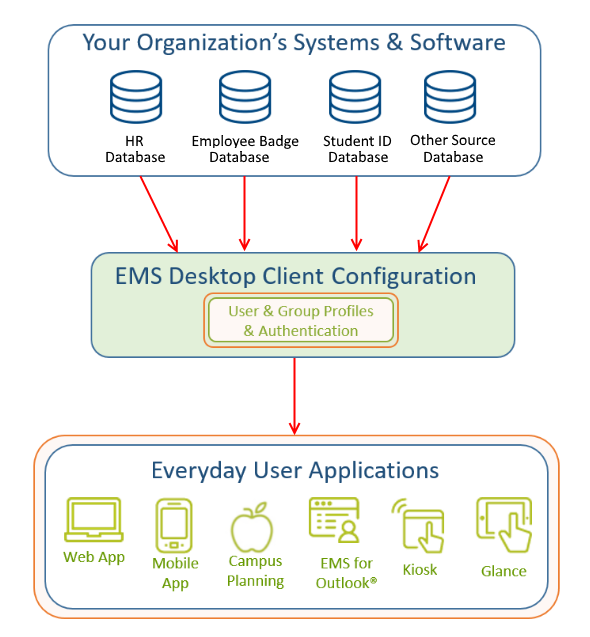 Your Organization's Systems & Software
HR
Database
Employee Badge
Database
Student ID
Database
Other Source
Database
EMS Desktop Client Configuration
User & Group Profiles
& Authentication
Everyday User Applications
Web App
Mobile
App
Campus
Planning
EMS for
Outlook®
Kiosk
Glance